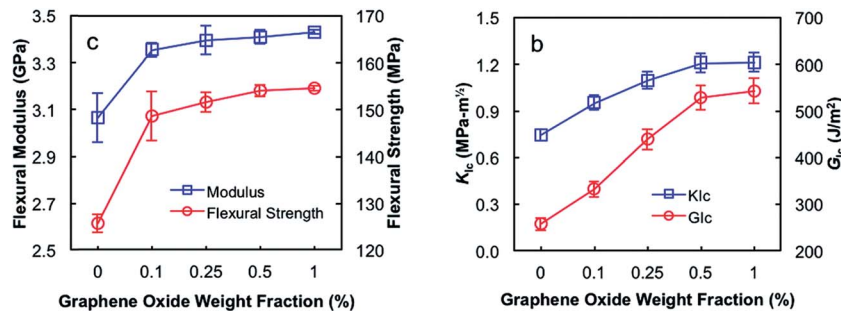 c
Flexural Modulus (GPa)
3.5
3.3
3.1
2.9
2.7
2.5
170
160
150
140
130
120
Flexural Strength (MPa)
Modulus
Flexural Strength
0 0.1 0.25 0.5 1
Graphene Oxide Weight Fraction (%)
b
KIc (MPa-m½)
1.5
1.2
0.9
0.6
0.3
0.0
700
600
500
400
300
200
GIc (J/m²)
KIc
GIc
0 0.1 0.25 0.5 1
Graphene Oxide Weight Fraction (%)